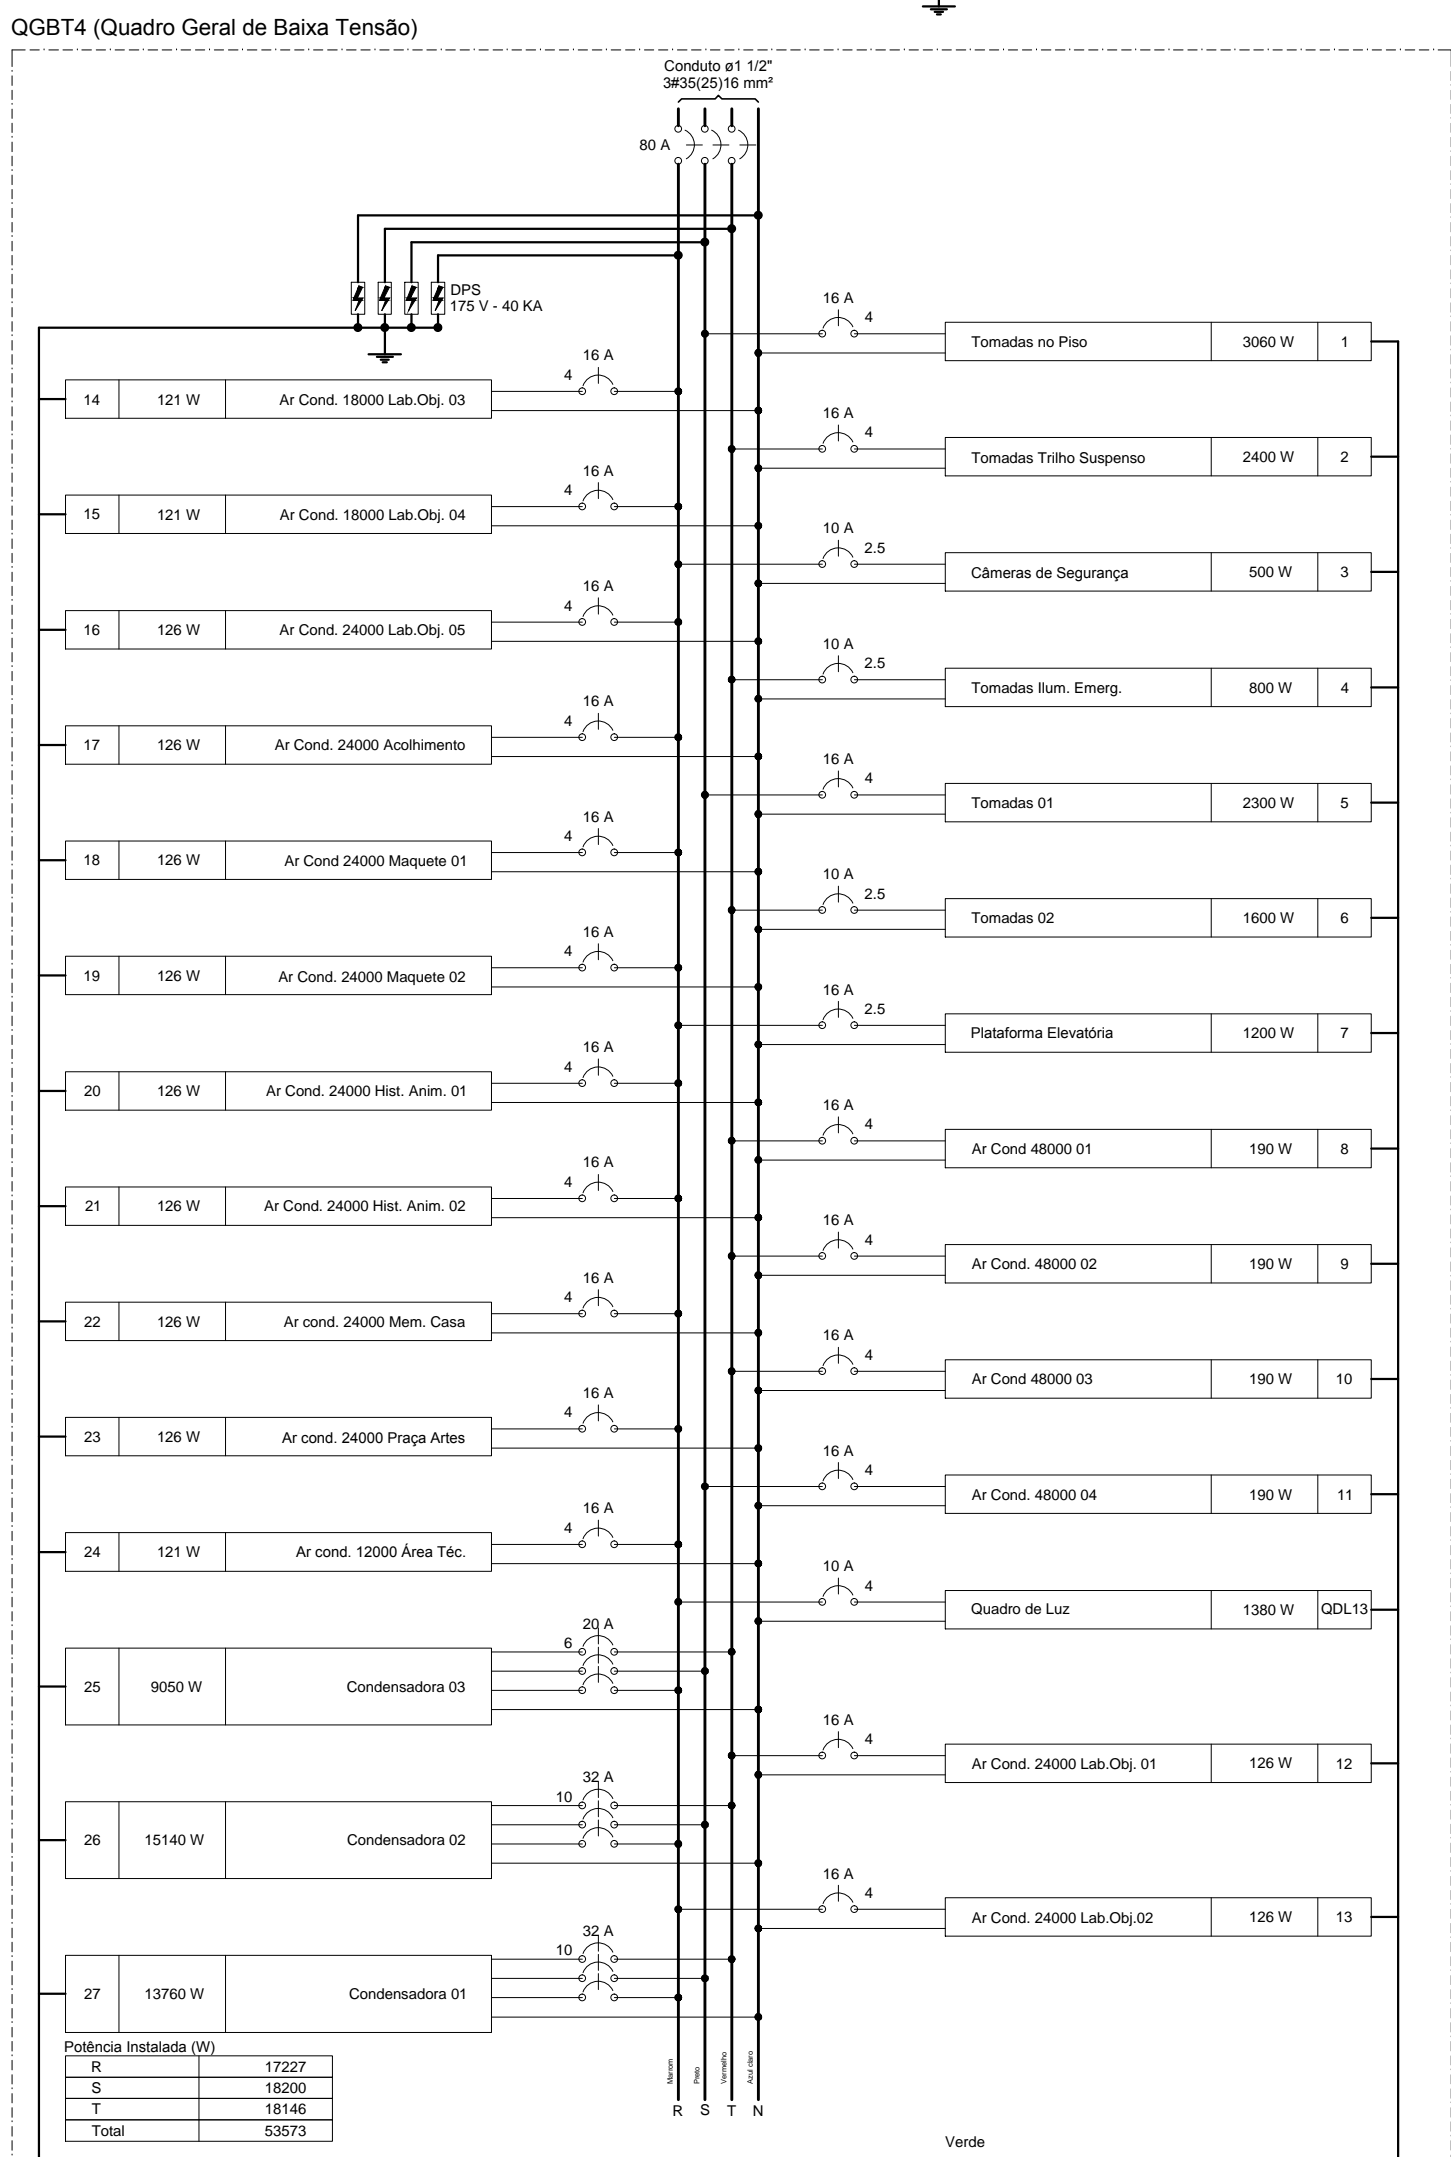 QGBT4 (Quadro Geral de Baixa Tensão)
Conduto ø1 1/2"
3#35(25)16 mm²
80 A
DPS
175 V - 40 KA
16 A
4
Tomadas no Piso 3060 W 1
16 A
4
14 121 W Ar Cond. 18000 Lab.Obj. 03
16 A
4
Tomadas Trilho Suspenso 2400 W 2
16 A
4
15 121 W Ar Cond. 18000 Lab.Obj. 04
10 A
2.5
Câmeras de Segurança 500 W 3
16 A
4
16 126 W Ar Cond. 24000 Lab.Obj. 05
10 A
2.5
Tomadas Ilum. Emerg. 800 W 4
16 A
4
17 126 W Ar Cond. 24000 Acolhimento
16 A
4
Tomadas 01 2300 W 5
16 A
4
18 126 W Ar Cond 24000 Maquete 01
10 A
2.5
Tomadas 02 1600 W 6
16 A
4
19 126 W Ar Cond. 24000 Maquete 02
16 A
2.5
Plataforma Elevatória 1200 W 7
16 A
4
20 126 W Ar Cond. 24000 Hist. Anim. 01
16 A
4
Ar Cond 48000 01 190 W 8
16 A
4
21 126 W Ar Cond. 24000 Hist. Anim. 02
16 A
4
Ar Cond. 48000 02 190 W 9
16 A
4
22 126 W Ar cond. 24000 Mem. Casa
16 A
4
Ar Cond 48000 03 190 W 10
16 A
4
23 126 W Ar cond. 24000 Praça Artes
16 A
4
Ar Cond. 48000 04 190 W 11
16 A
4
24 121 W Ar cond. 12000 Área Téc.
10 A
4
Quadro de Luz 1380 W QDL13
20 A
6
25 9050 W Condensadora 03
16 A
4
Ar Cond. 24000 Lab.Obj. 01 126 W 12
32 A
10
26 15140 W Condensadora 02
16 A
4
Ar Cond. 24000 Lab.Obj.02 126 W 13
32 A
10
27 13760 W Condensadora 01
Potência Instalada (W)
R 17227
S 18200
T 18146
Total 53573
Marrom
Preto
Vermelho
Azul claro
R S T N
Verde